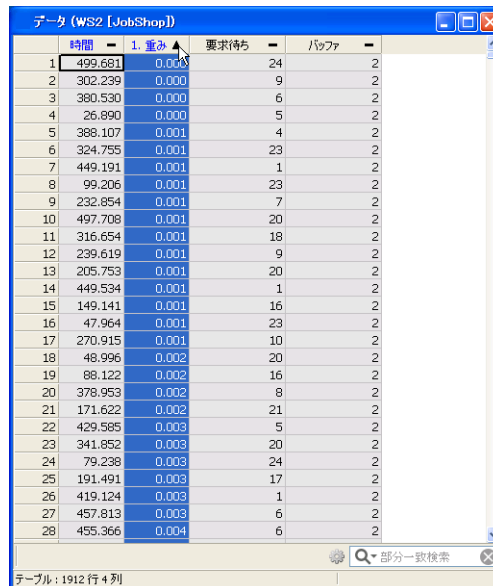 データ (WS2 [JobShop])
時間 1. 重み ▲ 要求待ち バッファ
1 499.681 0.000 24 2
2 302.239 0.000 9 2
3 380.530 0.000 6 2
4 26.890 0.000 5 2
5 388.107 0.001 4 2
6 324.755 0.001 23 2
7 449.191 0.001 1 2
8 99.206 0.001 23 2
9 232.854 0.001 7 2
10 497.708 0.001 20 2
11 316.654 0.001 18 2
12 239.619 0.001 9 2
13 205.753 0.001 20 2
14 449.534 0.001 1 2
15 149.141 0.001 16 2
16 47.964 0.001 23 2
17 270.915 0.001 10 2
18 48.996 0.002 20 2
19 88.122 0.002 16 2
20 378.953 0.002 8 2
21 171.622 0.002 21 2
22 429.585 0.003 5 2
23 341.852 0.003 20 2
24 79.238 0.003 24 2
25 191.491 0.003 17 2
26 419.124 0.003 1 2
27 457.813 0.003 6 2
28 455.366 0.004 6 2
部分一致検索
テーブル : 1912 行 4 列